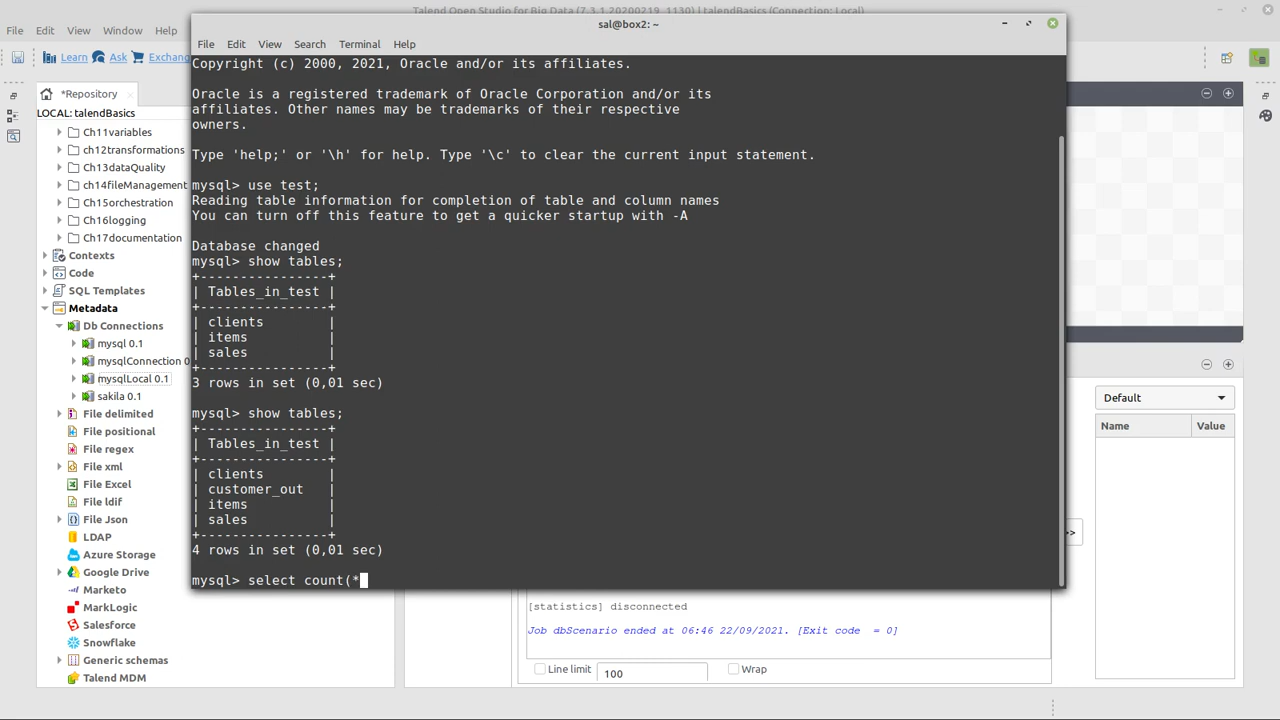 Talend Open Studio for Big Data (7.3.1.20200219_1130) | talendBasics (Connection: Local)
File Edit View Window Help
Learn Ask Exchang
*Repository
LOCAL: talendBasics
Ch11variables
ch12transformations
Ch13dataQuality
ch14fileManagement
Ch15orchestration
Ch16logging
Ch17documentation
Contexts
Code
SQL Templates
Metadata
Db Connections
mysql 0.1
mysqlConnection 0
mysqlLocal 0.1
sakila 0.1
File delimited
File positional
File regex
File xml
File Excel
File ldif
File Json
LDAP
Azure Storage
Google Drive
Marketo
MarkLogic
Salesforce
Snowflake
Generic schemas
Talend MDM
sal@box2: ~
File Edit View Search Terminal Help
Copyright (c) 2000, 2021, Oracle and/or its affiliates.
Oracle is a registered trademark of Oracle Corporation and/or its
affiliates. Other names may be trademarks of their respective
owners.
Type 'help;' or '\h' for help. Type '\c' to clear the current input statement.
mysql> use test;
Reading table information for completion of table and column names
You can turn off this feature to get a quicker startup with -A
Database changed
mysql> show tables;
+----------------+
| Tables_in_test |
+----------------+
| clients        |
| items          |
| sales          |
+----------------+
3 rows in set (0,01 sec)
mysql> show tables;
+----------------+
| Tables_in_test |
+----------------+
| clients        |
| customer_out   |
| items          |
| sales          |
+----------------+
4 rows in set (0,01 sec)
mysql> select count(*
[statistics] disconnected
Job dbScenario ended at 06:46 22/09/2021. [Exit code  = 0]
Line limit 100 Wrap
Default
Name Value
>>